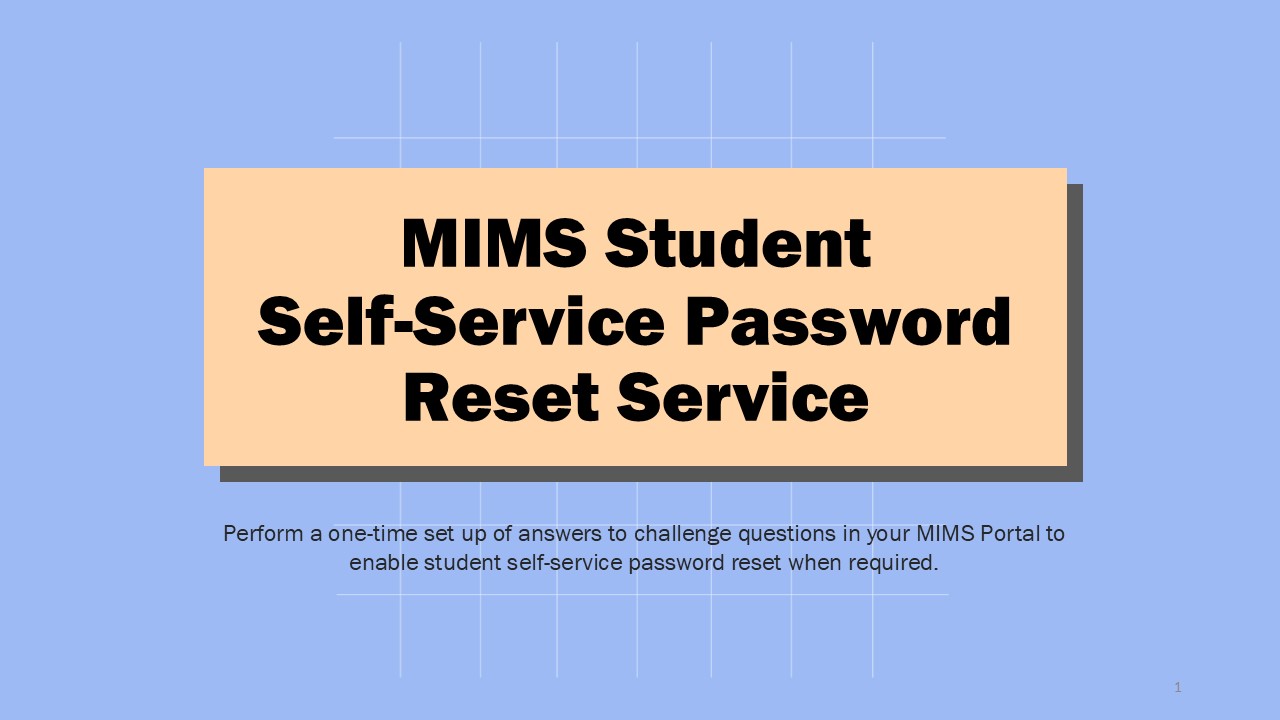 MIMS Student
Self-Service Password
Reset Service
Perform a one-time set up of answers to challenge questions in your MIMS Portal to
enable student self-service password reset when required.
1